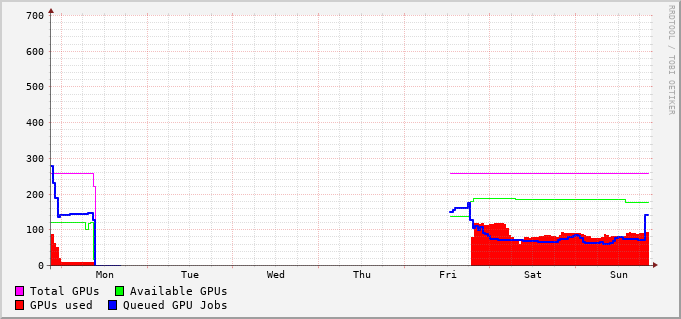 RRDTOOL / TOBI OETIKER
700
600
500
400
300
200
100
0
Mon Tue Wed Thu Fri Sat Sun
Total GPUs Available GPUs
GPUs used Queued GPU Jobs